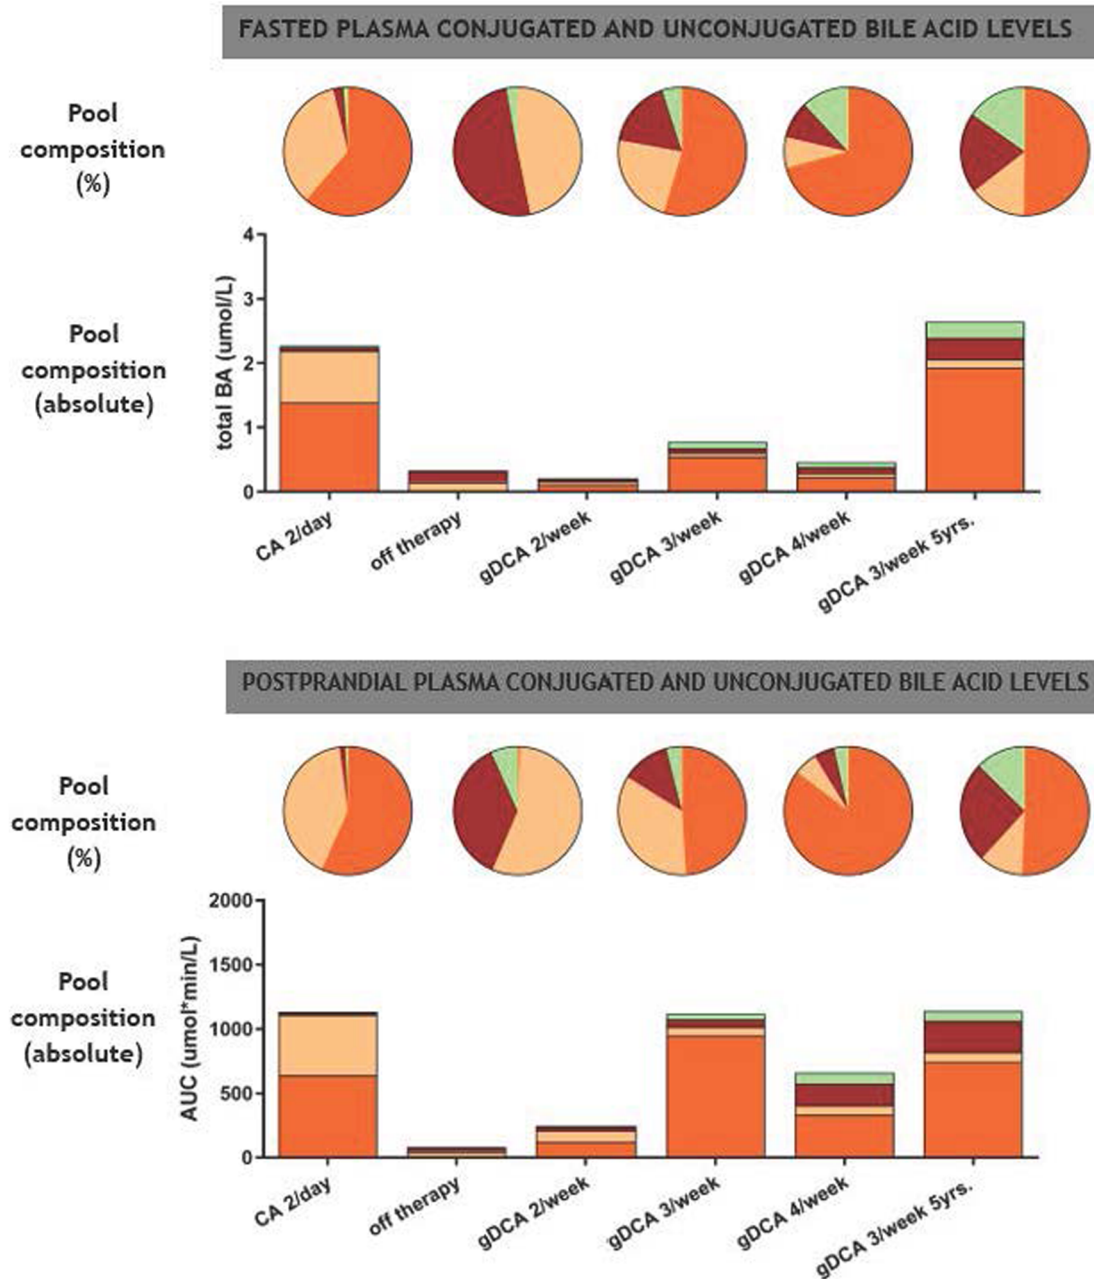 FASTED PLASMA CONJUGATED AND UNCONJUGATED BILE ACID LEVELS
Pool
composition
(%)
Pool
composition
(absolute)
total BA (umol/L)
4
3
2
1
0
CA 2/day
off therapy
gDCA 2/week
gDCA 3/week
gDCA 4/week
gDCA 3/week 5yrs.
POSTPRANDIAL PLASMA CONJUGATED AND UNCONJUGATED BILE ACID LEVELS
Pool
composition
(%)
Pool
composition
(absolute)
AUC (umol*min/L)
2000
1500
1000
500
0
CA 2/day
off therapy
gDCA 2/week
gDCA 3/week
gDCA 4/week
gDCA 3/week 5yrs.